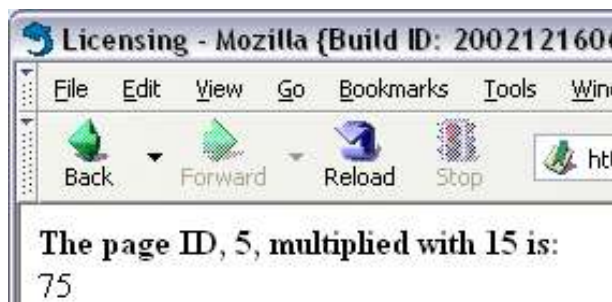 Licensing - Mozilla {Build ID: 200212160
File Edit View Go Bookmarks Tools
Back Forward Reload Stop
The page ID, 5, multiplied with 15 is:
75